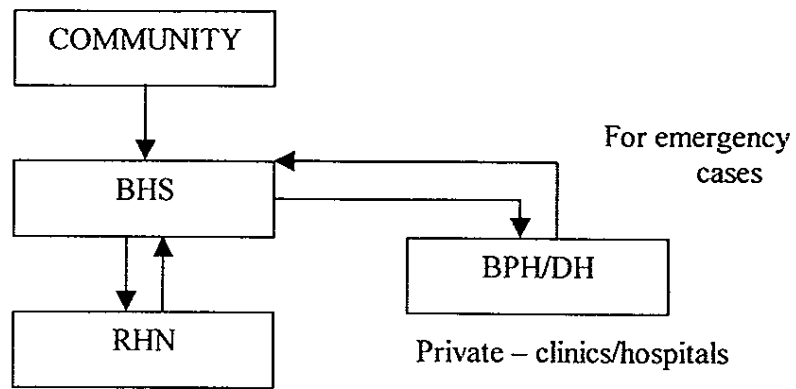 COMMUNITY
For emergency
cases
BHS
BPH/DH
RHN
Private – clinics/hospitals